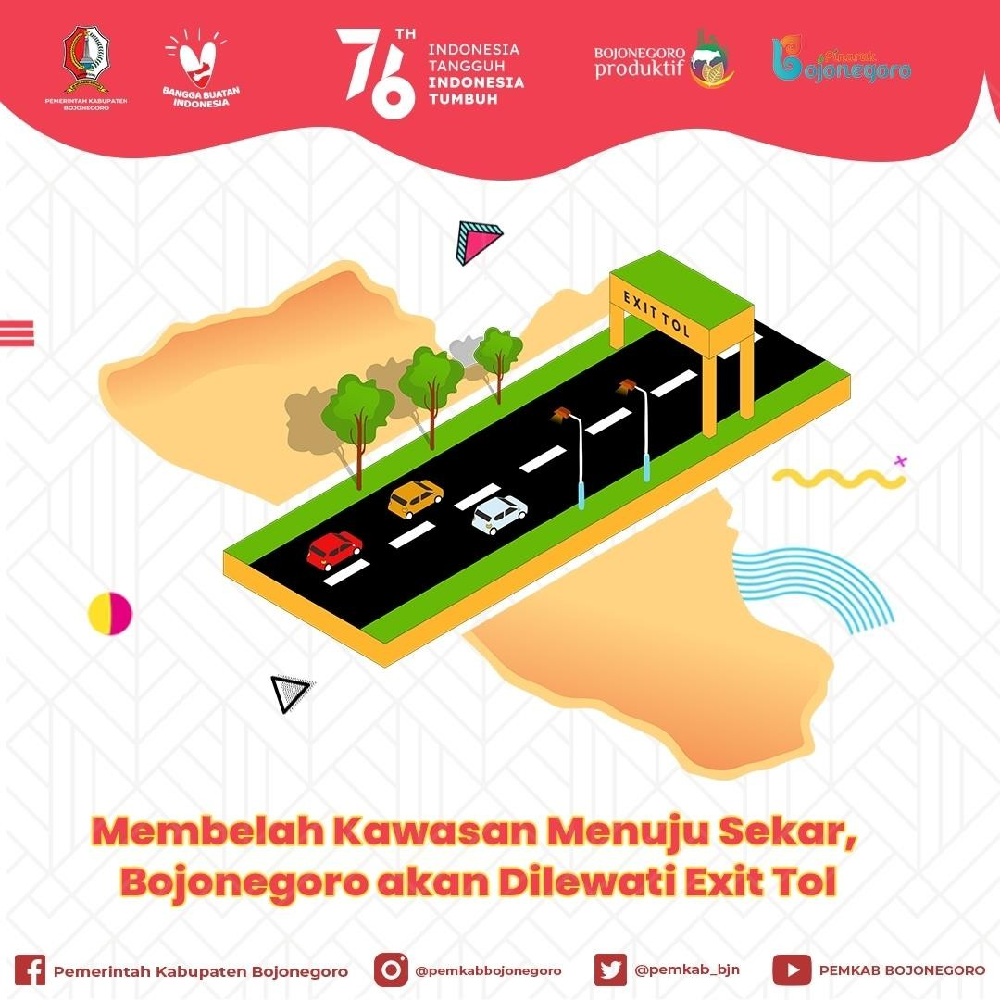 PEMERINTAH KABUPATEN
BOJONEGORO
BANGGA BUATAN
INDONESIA
76TH
INDONESIA
TANGGUH
INDONESIA
TUMBUH
BOJONEGORO
produktif
Pinarak
Bojonegoro
EXIT TOL
Membelah Kawasan Menuju Sekar,
Bojonegoro akan Dilewati Exit Tol
Pemerintah Kabupaten Bojonegoro
@pemkabbojonegoro
@pemkab_bjn
PEMKAB BOJONEGORO